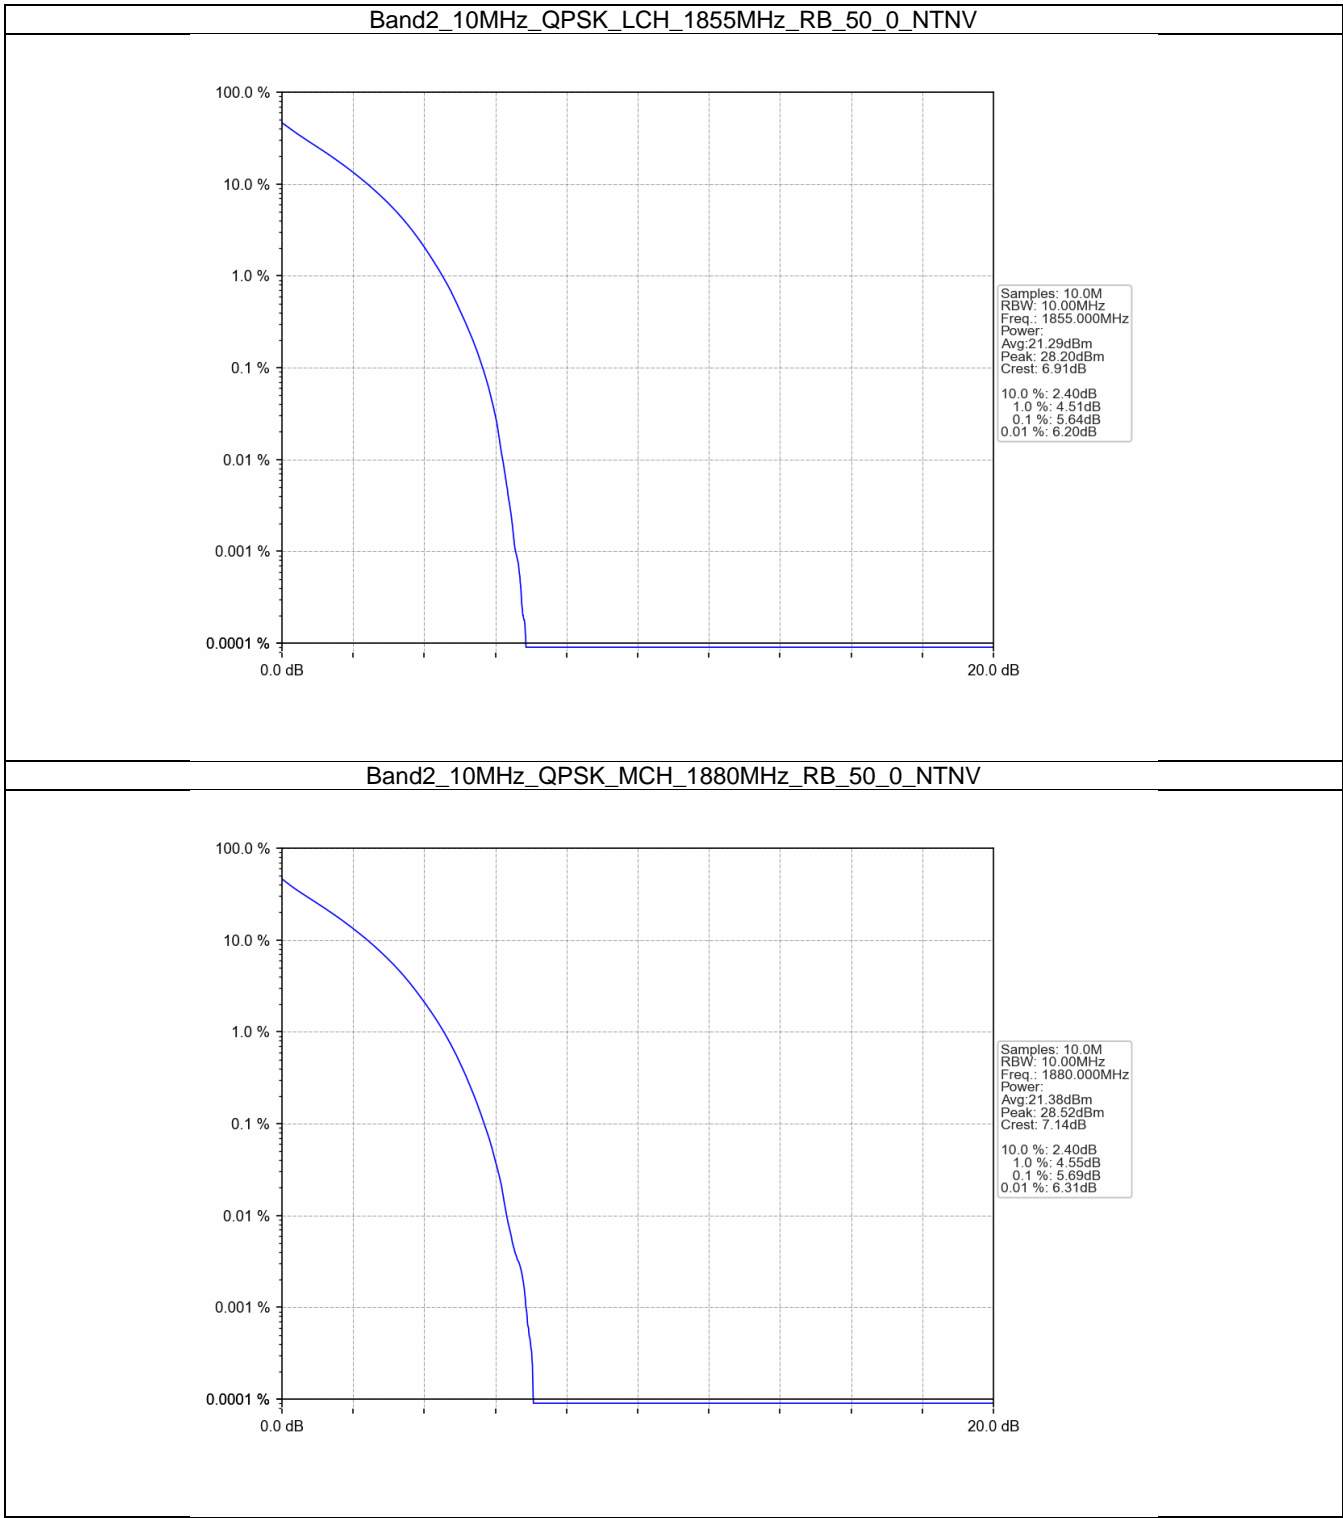 Band2_10MHz_QPSK_LCH_1855MHz_RB_50_0_NTNV
100.0 %
10.0 %
1.0 %
0.1 %
0.01 %
0.001 %
0.0001 %
0.0 dB
20.0 dB
Samples: 10.0M
RBW: 10.00MHz
Freq.: 1855.000MHz
Power:
Avg:21.29dBm
Peak: 28.20dBm
Crest: 6.91dB
10.0 %: 2.40dB
1.0 %: 4.51dB
0.1 %: 5.64dB
0.01 %: 6.20dB
Band2_10MHz_QPSK_MCH_1880MHz_RB_50_0_NTNV
100.0 %
10.0 %
1.0 %
0.1 %
0.01 %
0.001 %
0.0001 %
0.0 dB
20.0 dB
Samples: 10.0M
RBW: 10.00MHz
Freq.: 1880.000MHz
Power:
Avg:21.38dBm
Peak: 28.52dBm
Crest: 7.14dB
10.0 %: 2.40dB
1.0 %: 4.55dB
0.1 %: 5.69dB
0.01 %: 6.31dB